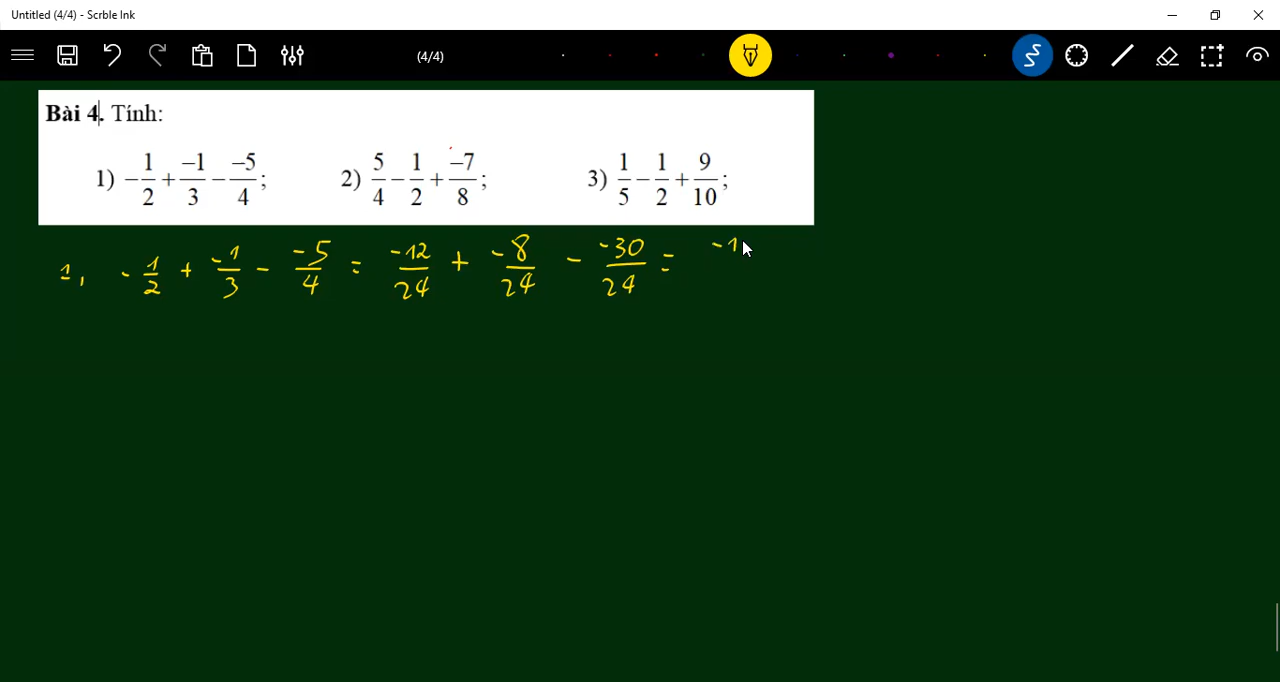 Untitled (4/4) - Scrble Ink
(4/4)
Bài 4. Tính:
1) -1/2 + -1/3 - -5/4; 2) 5/4 - 1/2 + -7/8; 3) 1/5 - 1/2 + 9/10;
1, -1/2 + -1/3 - -5/4 = -12/24 + -8/24 - -30/24 = -1